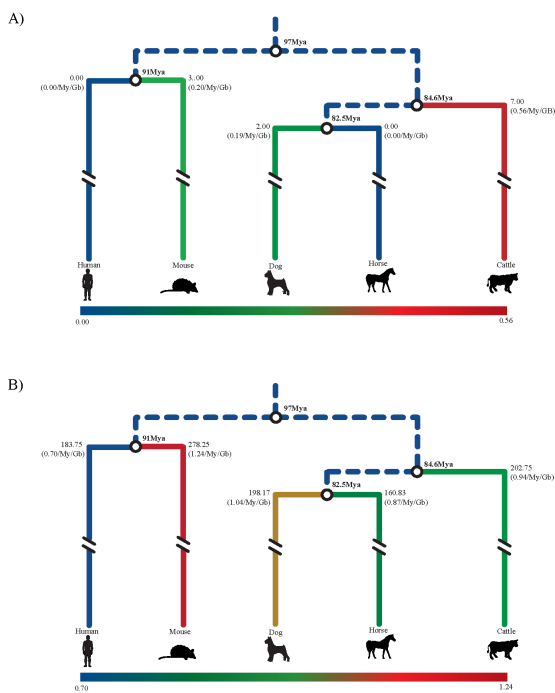 A)
97Mya
0.00
(0.00/My/Gb)
91Mya
3..00
(0.20/My/Gb)
84.6Mya
7.00
(0.56/My/GB)
2.00
(0.19/My/Gb)
82.5Mya
0.00
(0.00/My/Gb)
Human
Mouse
Dog
Horse
Cattle
0.00
0.56
B)
97Mya
183.75
(0.70/My/Gb)
91Mya
278.25
(1.24/My/Gb)
84.6Mya
202.75
(0.94/My/Gb)
198.17
(1.04/My/Gb)
82.5Mya
160.83
(0.87/My/Gb)
Human
Mouse
Dog
Horse
Cattle
0.70
1.24